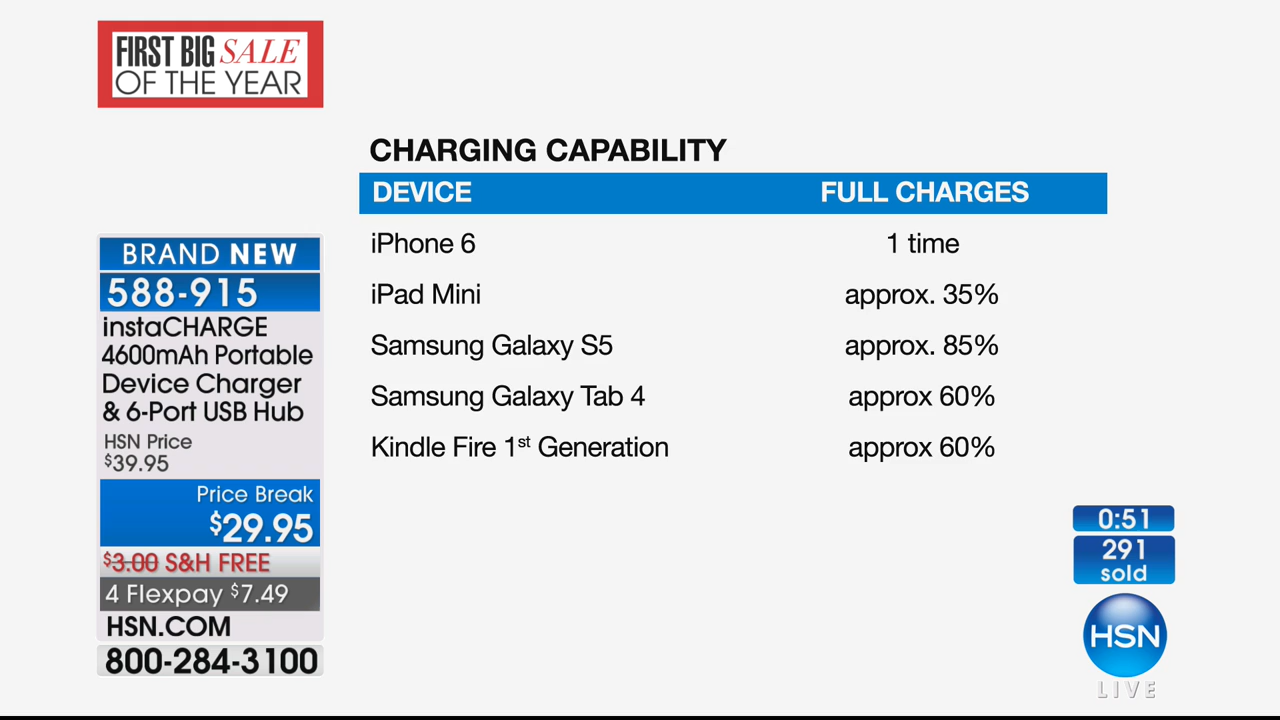 FIRST BIG SALE
OF THE YEAR
CHARGING CAPABILITY
DEVICE FULL CHARGES
iPhone 6 1 time
iPad Mini approx. 35%
Samsung Galaxy S5 approx. 85%
Samsung Galaxy Tab 4 approx 60%
Kindle Fire 1st Generation approx 60%
BRAND NEW
588-915
instaCHARGE
4600mAh Portable
Device Charger
& 6-Port USB Hub
HSN Price
$39.95
Price Break
$29.95
$3.00 S&H FREE
4 Flexpay $7.49
HSN.COM
800-284-3100
0:51
291
sold
HSN
LIVE